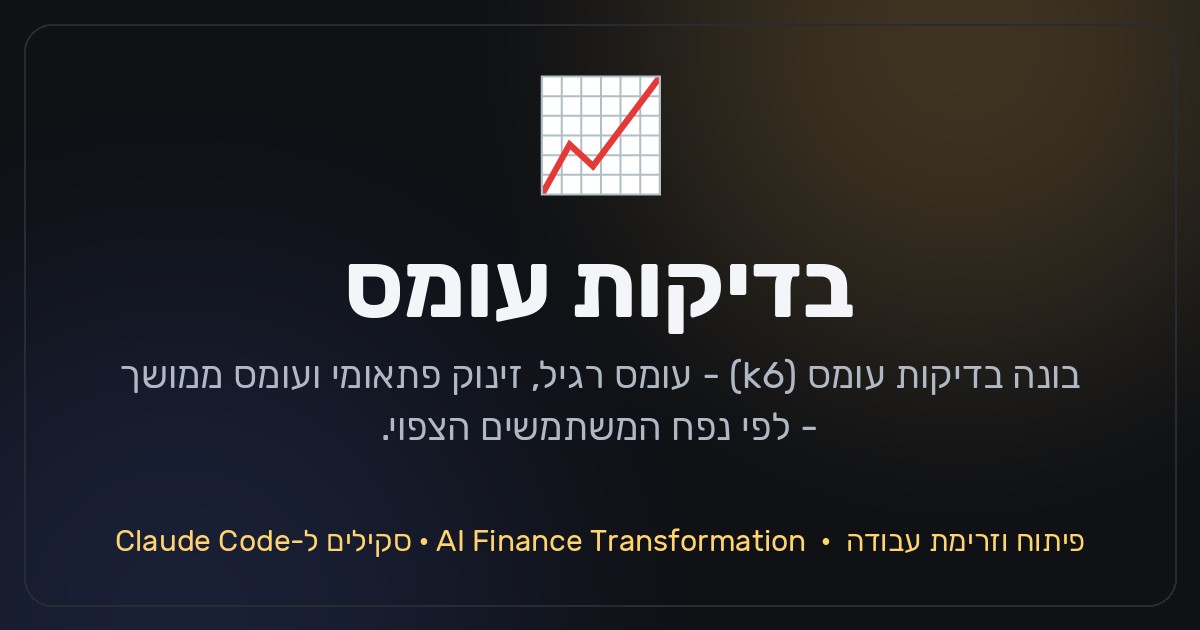 בדיקות עומס
בונה בדיקות עומס (k6) - עומס רגיל, זינוק פתאומי ועומס ממושך
- לפי נפח המשתמשים הצפוי.
פיתוח וזרימת עבודה • AI Finance Transformation • סקילים ל-Claude Code